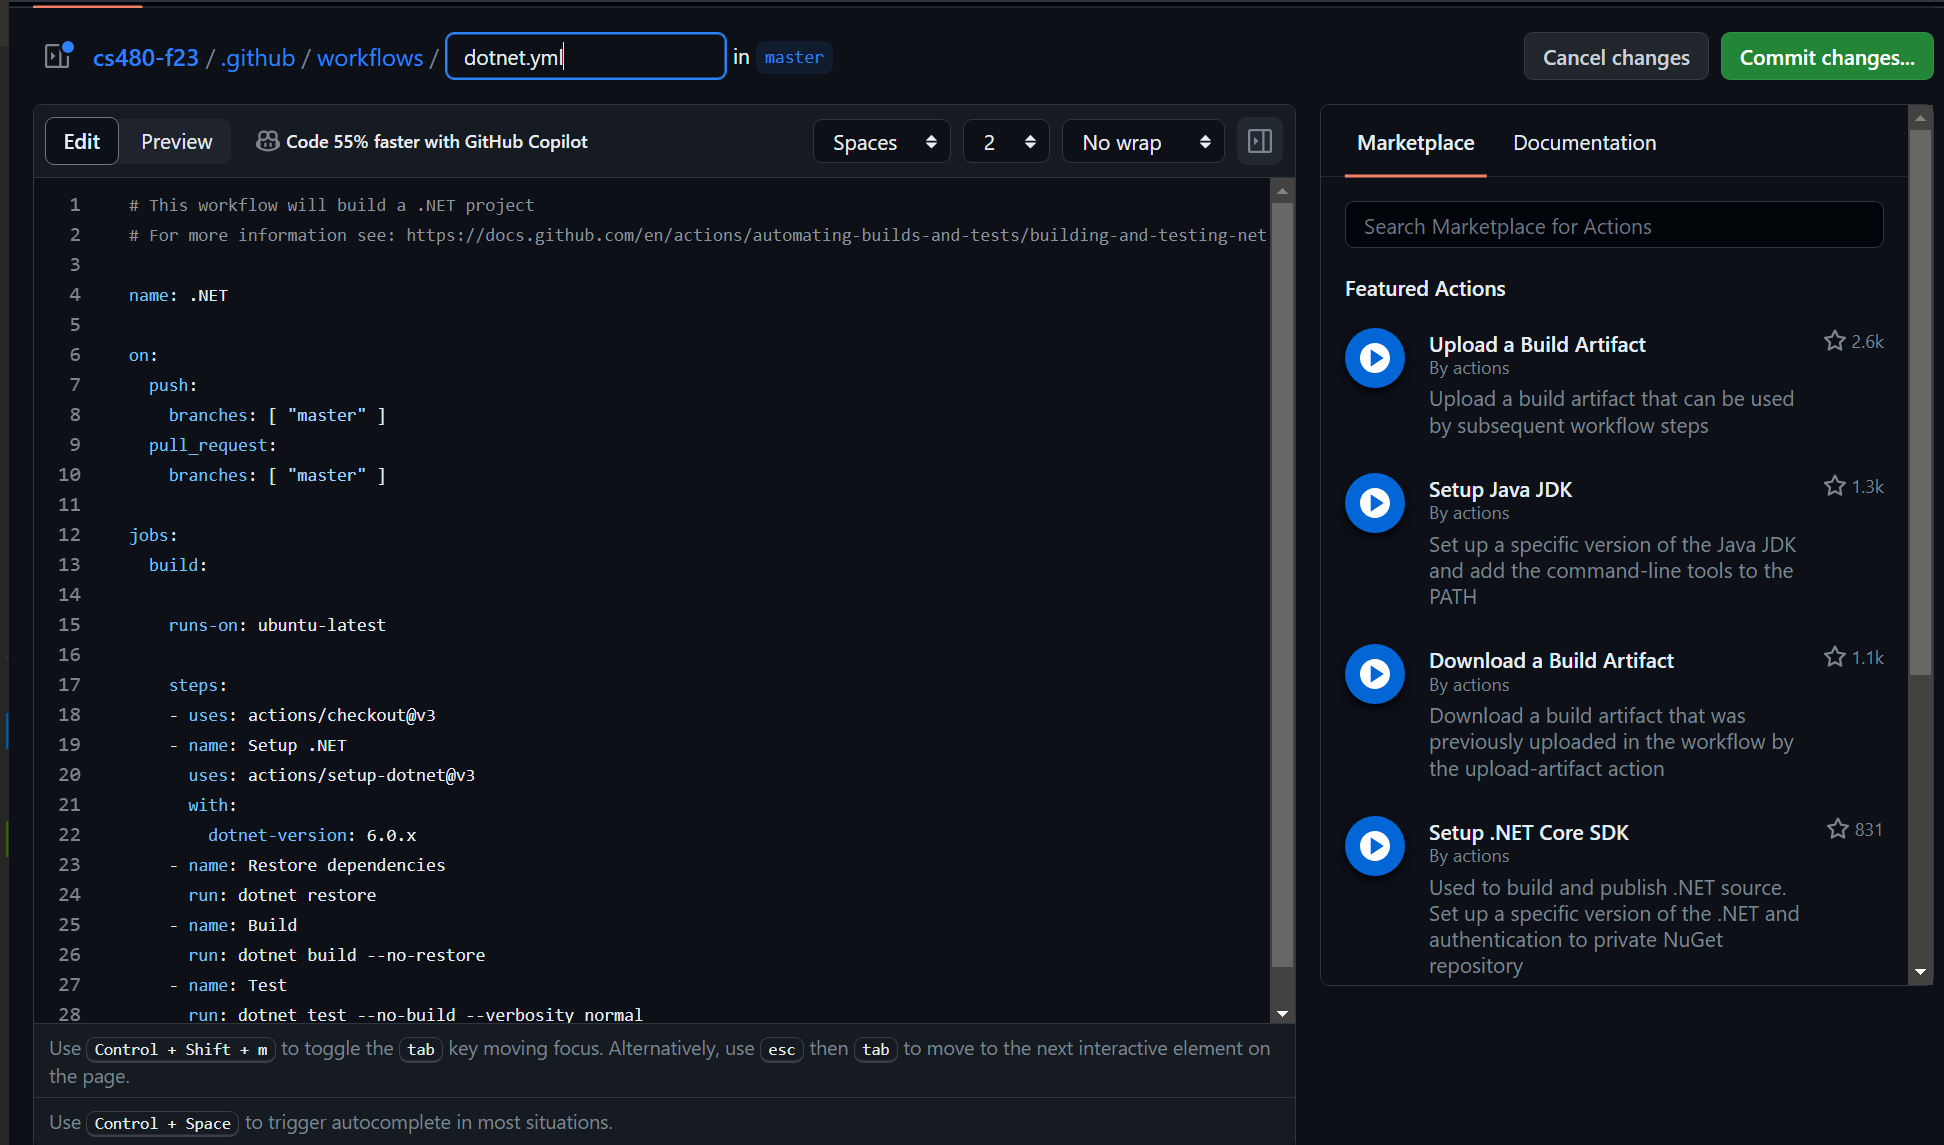 cs480-f23 / .github / workflows / dotnet.yml in master
Cancel changes
Commit changes...
Edit
Preview
Code 55% faster with GitHub Copilot
Spaces
2
No wrap
1 # This workflow will build a .NET project
2 # For more information see: https://docs.github.com/en/actions/automating-builds-and-tests/building-and-testing-net
3
4 name: .NET
5
6 on:
7 push:
8 branches: [ "master" ]
9 pull_request:
10 branches: [ "master" ]
11
12 jobs:
13 build:
14
15 runs-on: ubuntu-latest
16
17 steps:
18 - uses: actions/checkout@v3
19 - name: Setup .NET
20 uses: actions/setup-dotnet@v3
21 with:
22 dotnet-version: 6.0.x
23 - name: Restore dependencies
24 run: dotnet restore
25 - name: Build
26 run: dotnet build --no-restore
27 - name: Test
28 run: dotnet test --no-build --verbosity normal
Use Control + Shift + m to toggle the tab key moving focus. Alternatively, use esc then tab to move to the next interactive element on
the page.
Use Control + Space to trigger autocomplete in most situations.
Marketplace
Documentation
Search Marketplace for Actions
Featured Actions
Upload a Build Artifact
2.6k
By actions
Upload a build artifact that can be used
by subsequent workflow steps
Setup Java JDK
1.3k
By actions
Set up a specific version of the Java JDK
and add the command-line tools to the
PATH
Download a Build Artifact
1.1k
By actions
Download a build artifact that was
previously uploaded in the workflow by
the upload-artifact action
Setup .NET Core SDK
831
By actions
Used to build and publish .NET source.
Set up a specific version of the .NET and
authentication to private NuGet
repository